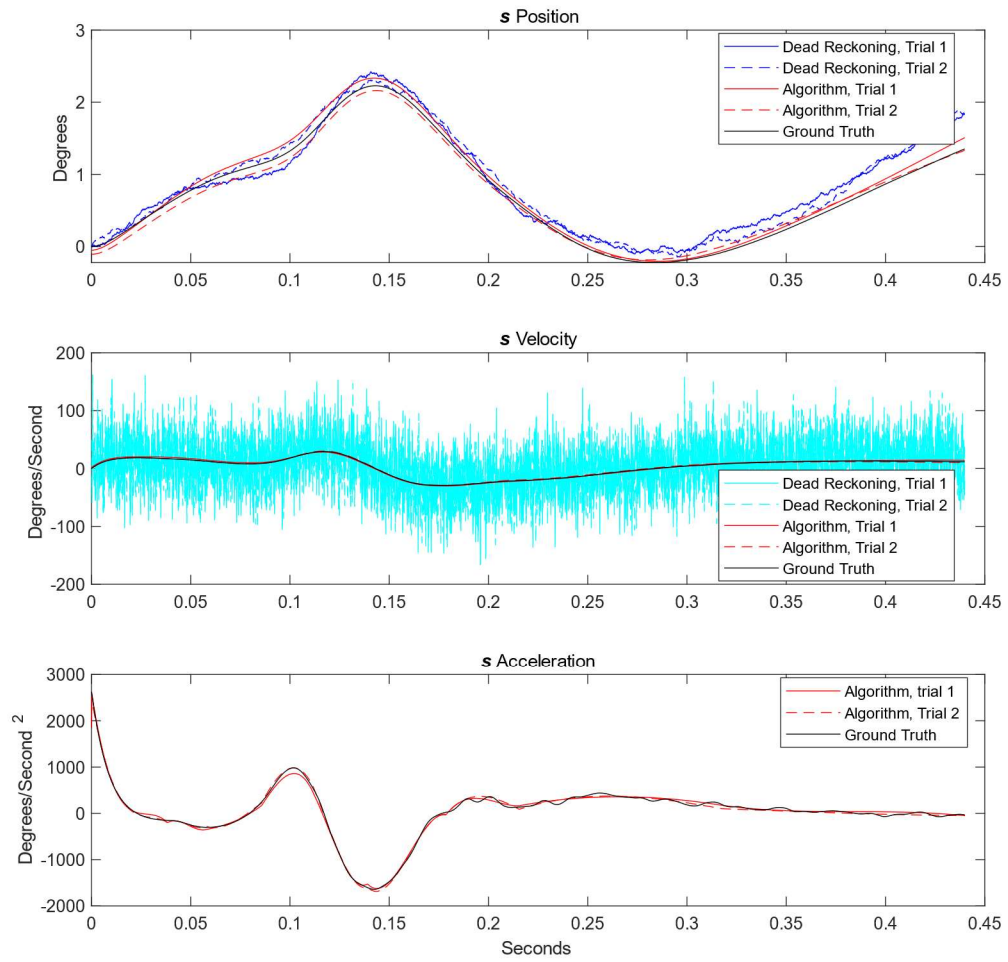 s Position
3
2
1
0
Degrees
Dead Reckoning, Trial 1
Dead Reckoning, Trial 2
Algorithm, Trial 1
Algorithm, Trial 2
Ground Truth
0 0.05 0.1 0.15 0.2 0.25 0.3 0.35 0.4 0.45
s Velocity
200
100
0
-100
-200
Degrees/Second
Dead Reckoning, Trial 1
Dead Reckoning, Trial 2
Algorithm, Trial 1
Algorithm, Trial 2
Ground Truth
0 0.05 0.1 0.15 0.2 0.25 0.3 0.35 0.4 0.45
s Acceleration
3000
2000
1000
0
-1000
-2000
Degrees/Second 2
Algorithm, trial 1
Algorithm, Trial 2
Ground Truth
0 0.05 0.1 0.15 0.2 0.25 0.3 0.35 0.4 0.45
Seconds